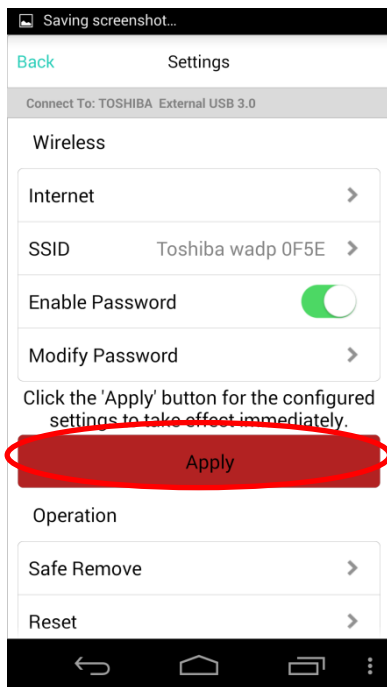 Saving screenshot...
Back Settings
Connect To: TOSHIBA External USB 3.0
Wireless
Internet
SSID Toshiba wadp 0F5E
Enable Password
Modify Password
Click the 'Apply' button for the configured
settings to take effect immediately.
Apply
Operation
Safe Remove
Reset